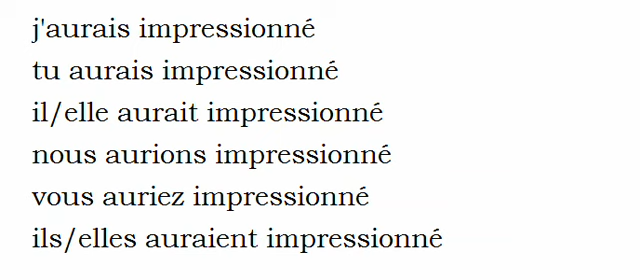 j'aurais impressionné
tu aurais impressionné
il/elle aurait impressionné
nous aurions impressionné
vous auriez impressionné
ils/elles auraient impressionné